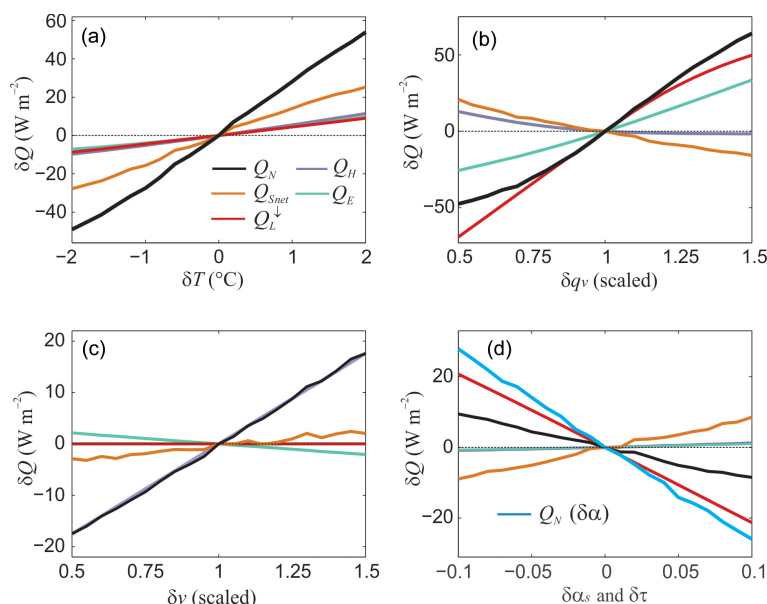 (a)
60
40
20
0
−20
−40
δQ (W m⁻²)
Q_N
Q_H
Q_Snet
Q_E
Q_L↓
−2 −1 0 1 2
δT (°C)
(b)
50
0
−50
δQ (W m⁻²)
0.5 0.75 1 1.25 1.5
δqv (scaled)
(c)
20
10
0
−10
−20
δQ (W m⁻²)
0.5 0.75 1 1.25 1.5
δv (scaled)
(d)
20
0
−20
δQ (W m⁻²)
Q_N (δα)
−0.1 −0.05 0 0.05 0.1
δα_s and δτ